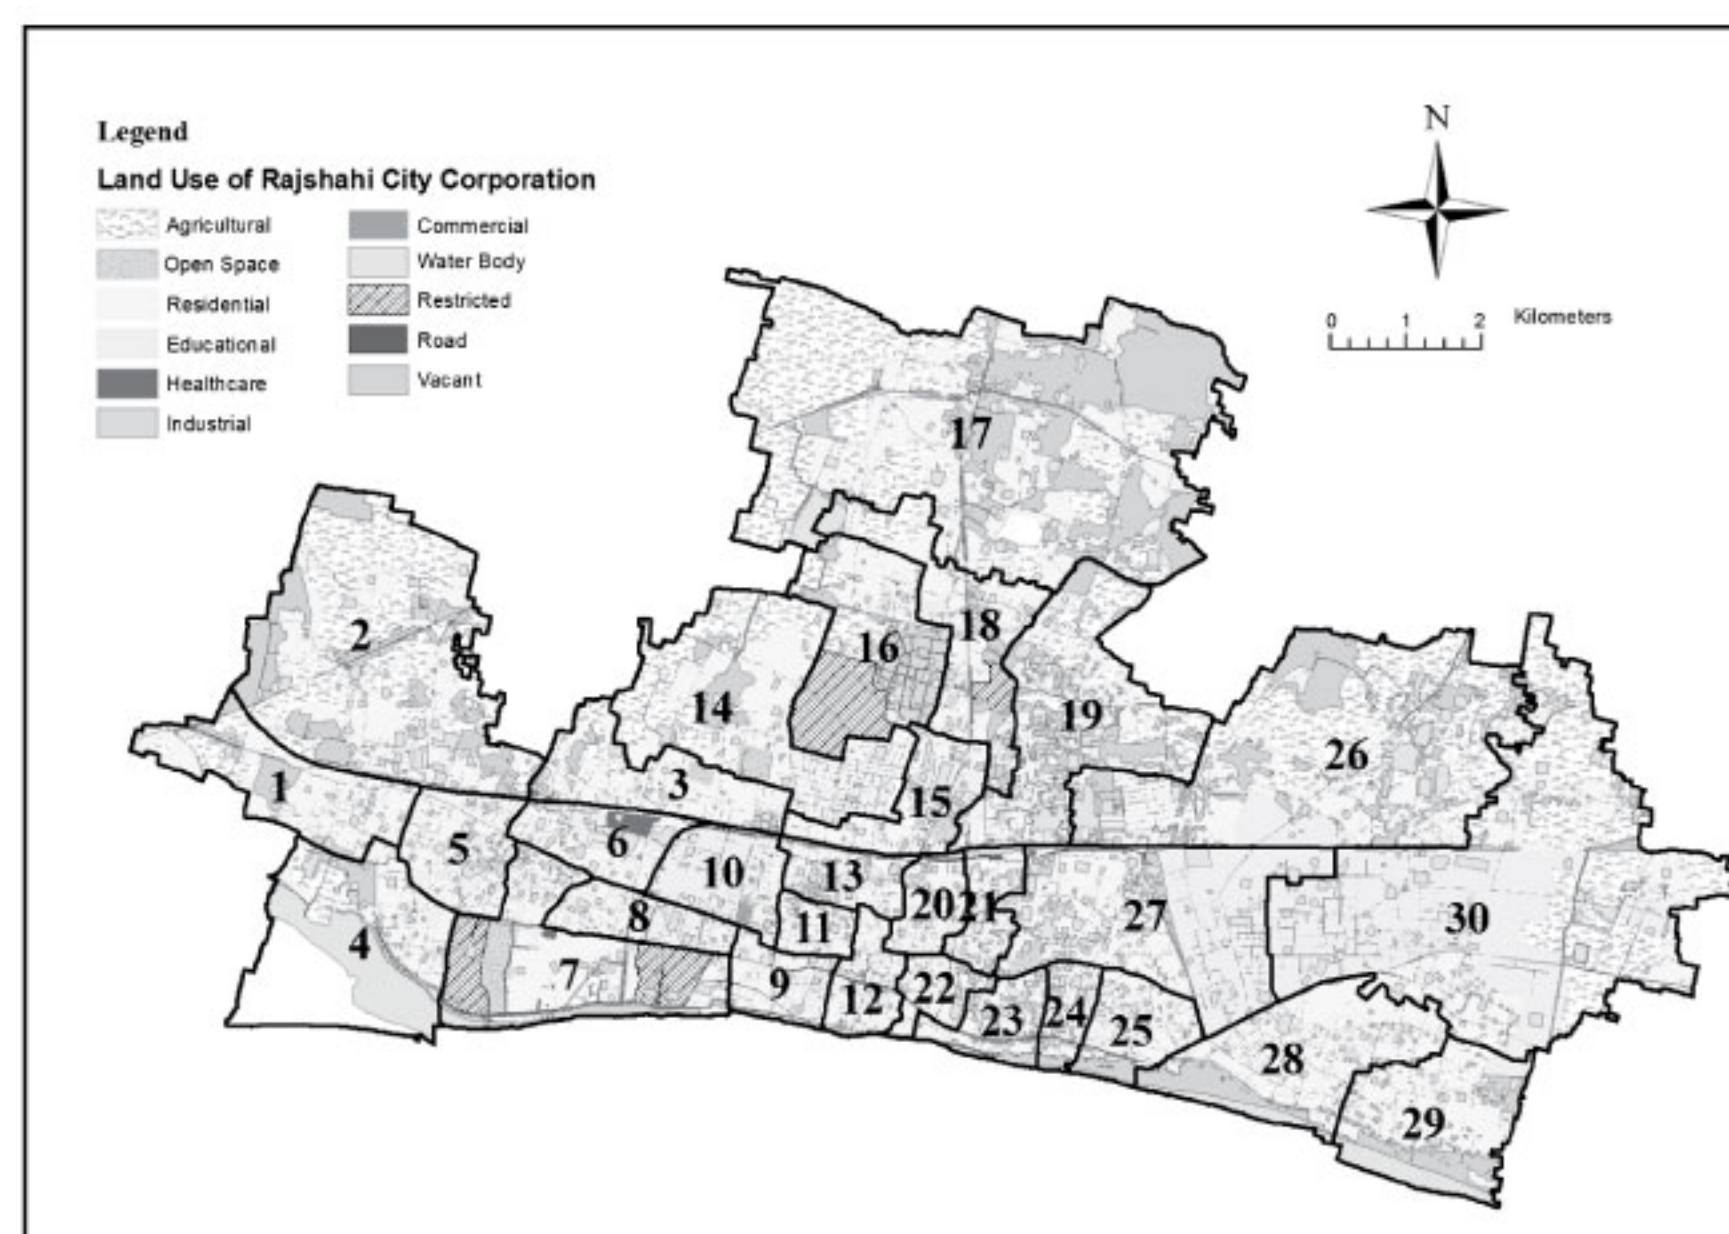 Legend
Land Use of Rajshahi City Corporation
Agricultural
Open Space
Residential
Educational
Healthcare
Industrial
Commercial
Water Body
Restricted
Road
Vacant
N
0 1 2 Kilometers
17
2
18
16
14
19
26
1
3
15
5
6
10
13
20
21
27
30
8
11
4
7
9
12
22
23
24
25
28
29